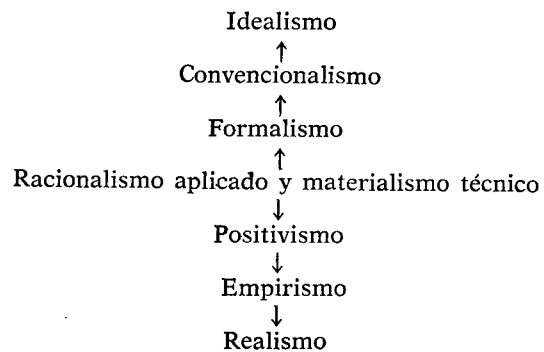 Idealismo
↑
Convencionalismo
↑
Formalismo
↑
Racionalismo aplicado y materialismo técnico
↓
Positivismo
↓
Empirismo
↓
Realismo